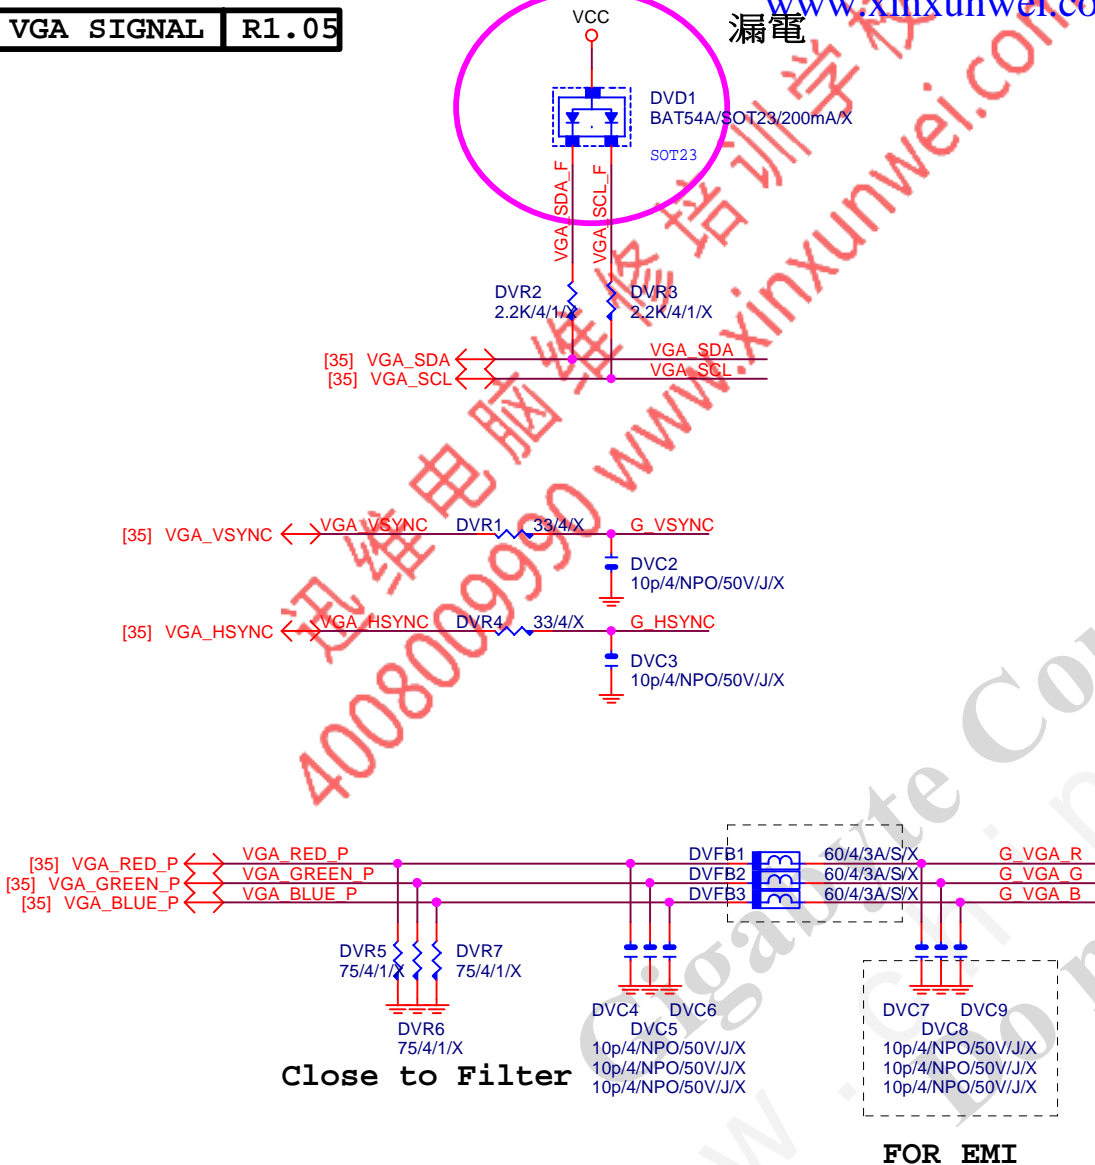 VGA SIGNAL R1.05
VCC
漏電
www.xinxunwei.co
DVD1
BAT54A/SOT23/200mA/X
SOT23
VGA_SDA_F
VGA_SCL_F
DVR2
2.2K/4/1/X
DVR3
2.2K/4/1/X
[35] VGA_SDA
VGA_SDA
[35] VGA_SCL
VGA_SCL
[35] VGA_VSYNC
VGA_VSYNC
DVR1
33/4/X
G_VSYNC
DVC2
10p/4/NPO/50V/J/X
[35] VGA_HSYNC
VGA_HSYNC
DVR4
33/4/X
G_HSYNC
DVC3
10p/4/NPO/50V/J/X
迅维电脑维修培训学校
4008009990 www.xinxunwei.com
[35] VGA_RED_P
VGA_RED_P
DVFB1
60/4/3A/S/X
G_VGA_R
[35] VGA_GREEN_P
VGA_GREEN_P
DVFB2
60/4/3A/S/X
G_VGA_G
[35] VGA_BLUE_P
VGA_BLUE_P
DVFB3
60/4/3A/S/X
G_VGA_B
DVR5
75/4/1/X
DVR7
75/4/1/X
DVR6
75/4/1/X
Close to Filter
DVC4
DVC6
DVC5
10p/4/NPO/50V/J/X
10p/4/NPO/50V/J/X
10p/4/NPO/50V/J/X
DVC7
DVC9
DVC8
10p/4/NPO/50V/J/X
10p/4/NPO/50V/J/X
10p/4/NPO/50V/J/X
FOR EMI
Gigabyte Co
Do n